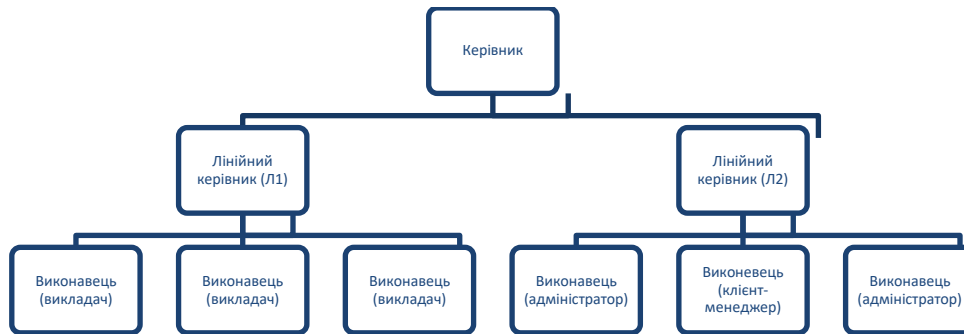 Керівник
Лінійний
керівник (Л1)
Лінійний
керівник (Л2)
Виконавець
(викладач)
Виконавець
(викладач)
Виконавець
(викладач)
Виконавець
(адміністратор)
Виконевець
(клієнт-
менеджер)
Виконавець
(адміністратор)